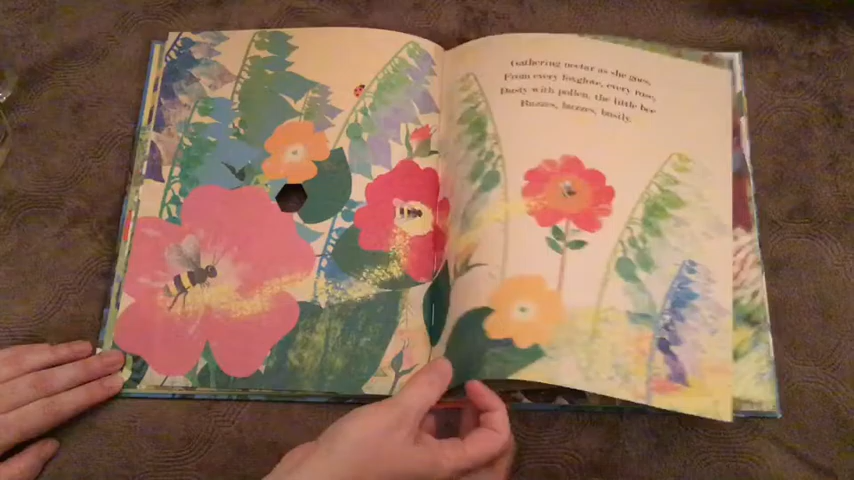 Gathering nectar as she goes,
From every foxglove, every rose,
Dusty with pollen, the little bee
Buzzes, buzzes, busily.